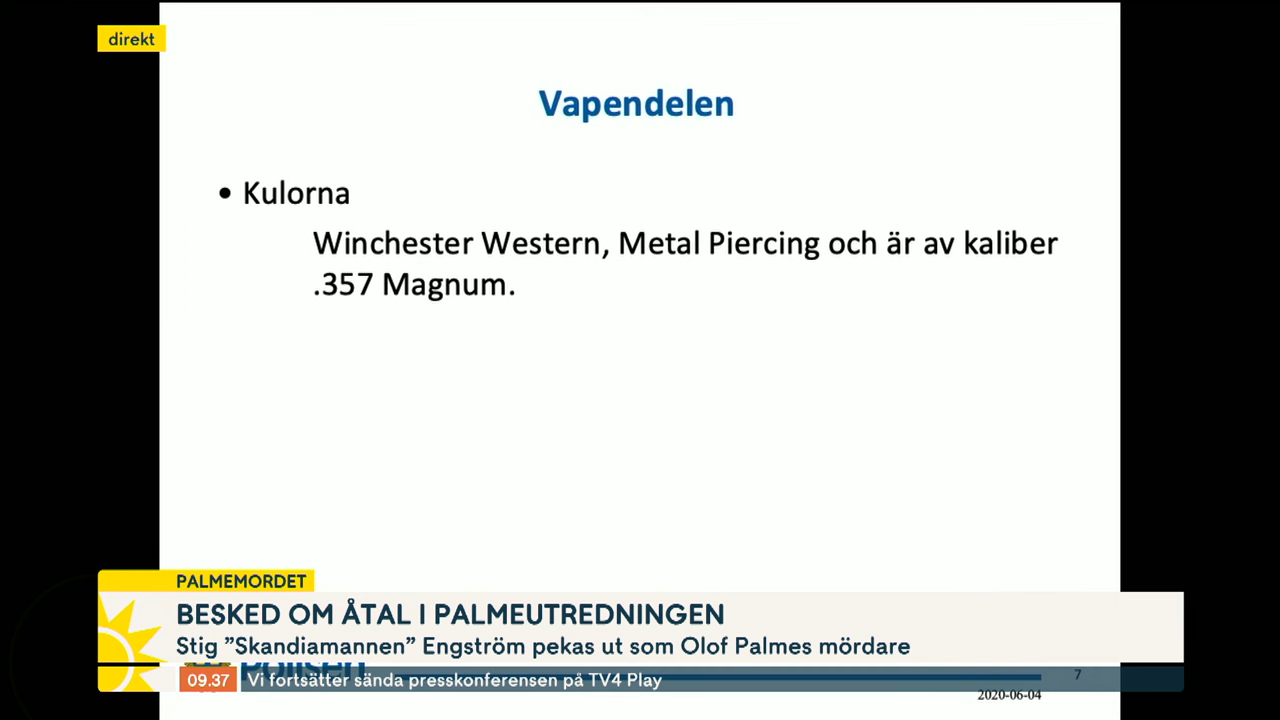 direkt
Vapendelen
• Kulorna
Winchester Western, Metal Piercing och är av kaliber
.357 Magnum.
PALMEMORDET
BESKED OM ÅTAL I PALMEUTREDNINGEN
Stig ”Skandiamannen” Engström pekas ut som Olof Palmes mördare
Polisen
09.37 Vi fortsätter sända presskonferensen på TV4 Play
7
2020-06-04